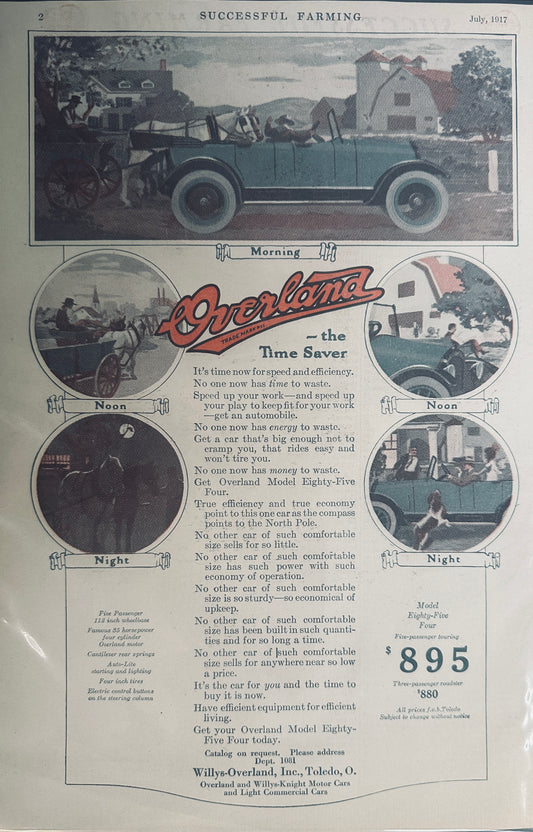 2
SUCCESSFUL FARMING
July, 1917
Morning
Overland
TRADE MARK REG.
– the
Time Saver
Noon
Noon
Night
Night
It's time now for speed and efficiency.
No one now has time to waste.
Speed up your work—and speed up
your play to keep fit for your work
—get an automobile.
No one now has energy to waste.
Get a car that's big enough not to
cramp you, that rides easy and
won't tire you.
No one now has money to waste.
Get Overland Model Eighty-Five
Four.
True efficiency and true economy
point to this one car as the compass
points to the North Pole.
No other car of such comfortable
size sells for so little.
No other car of such comfortable
size has such power with such
economy of operation.
No other car of such comfortable
size is so sturdy—so economical of
upkeep.
No other car of such comfortable
size has been built in such quanti-
ties and for so long a time.
No other car of such comfortable
size sells for anywhere near so low
a price.
It's the car for you and the time to
buy it is now.
Have efficient equipment for efficient
living.
Get your Overland Model Eighty-
Five Four today.
Catalog on request. Please address
Dept. 1081
Willys-Overland, Inc., Toledo, O.
Overland and Willys-Knight Motor Cars
and Light Commercial Cars
Five Passenger
112 inch wheelbase
Famous 35 horsepower
four cylinder
Overland motor
Cantilever rear springs
Auto-Lite
starting and lighting
Four inch tires
Electric control buttons
on the steering column
Model
Eighty-Five
Four
Five-passenger touring
$895
Three-passenger roadster
$880
All prices f.o.b. Toledo
Subject to change without notice